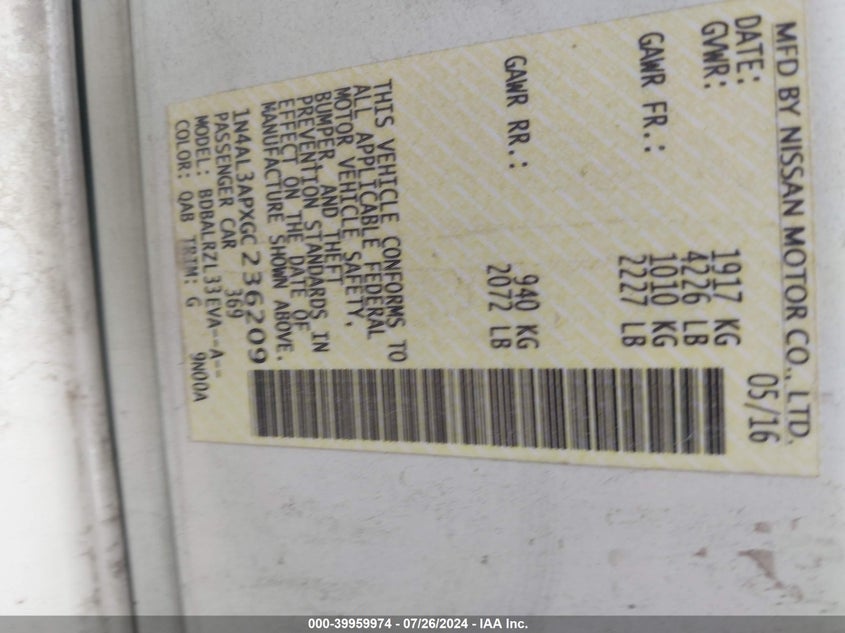 MFD BY NISSAN MOTOR CO., LTD.
DATE: 05/16
GVWR: 1917 KG
4226 LB
GAWR FR.: 1010 KG
2227 LB
GAWR RR.: 940 KG
2072 LB
THIS VEHICLE CONFORMS TO
ALL APPLICABLE FEDERAL
MOTOR VEHICLE SAFETY,
BUMPER, AND THEFT
PREVENTION STANDARDS IN
EFFECT ON THE DATE OF
MANUFACTURE SHOWN ABOVE.
1N4AL3APXGC236209
PASSENGER CAR 369
MODEL: BDBALRZL33EVA--A--
COLOR: QAB TRIM: G 9N00A
000-39959974 / 07/26/2024 - IAA Inc.